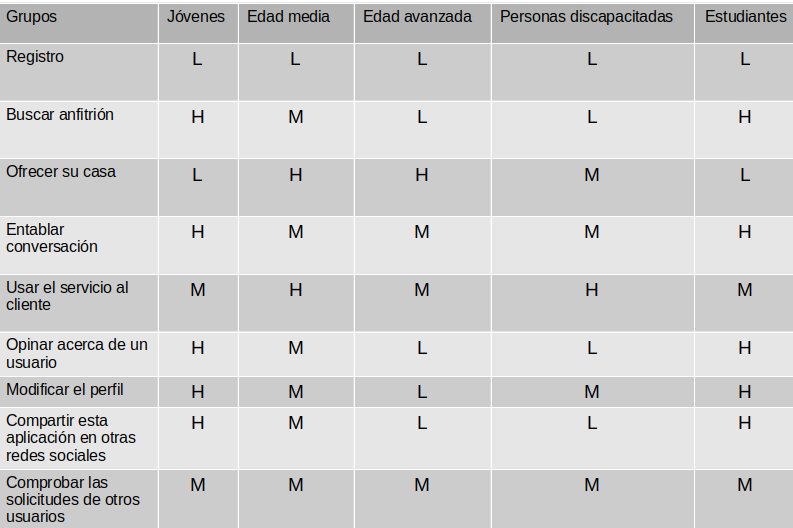 Grupos Jóvenes Edad media Edad avanzada Personas discapacitadas Estudiantes
Registro L L L L L
Buscar anfitrión H M L L H
Ofrecer su casa L H H M L
Entablar H M M M H
conversación
Usar el servicio al M H M H M
cliente
Opinar acerca de un H M L L H
usuario
Modificar el perfil H M L M H
Compartir esta H M L L H
aplicación en otras
redes sociales
Comprobar las M M M M M
solicitudes de otros
usuarios